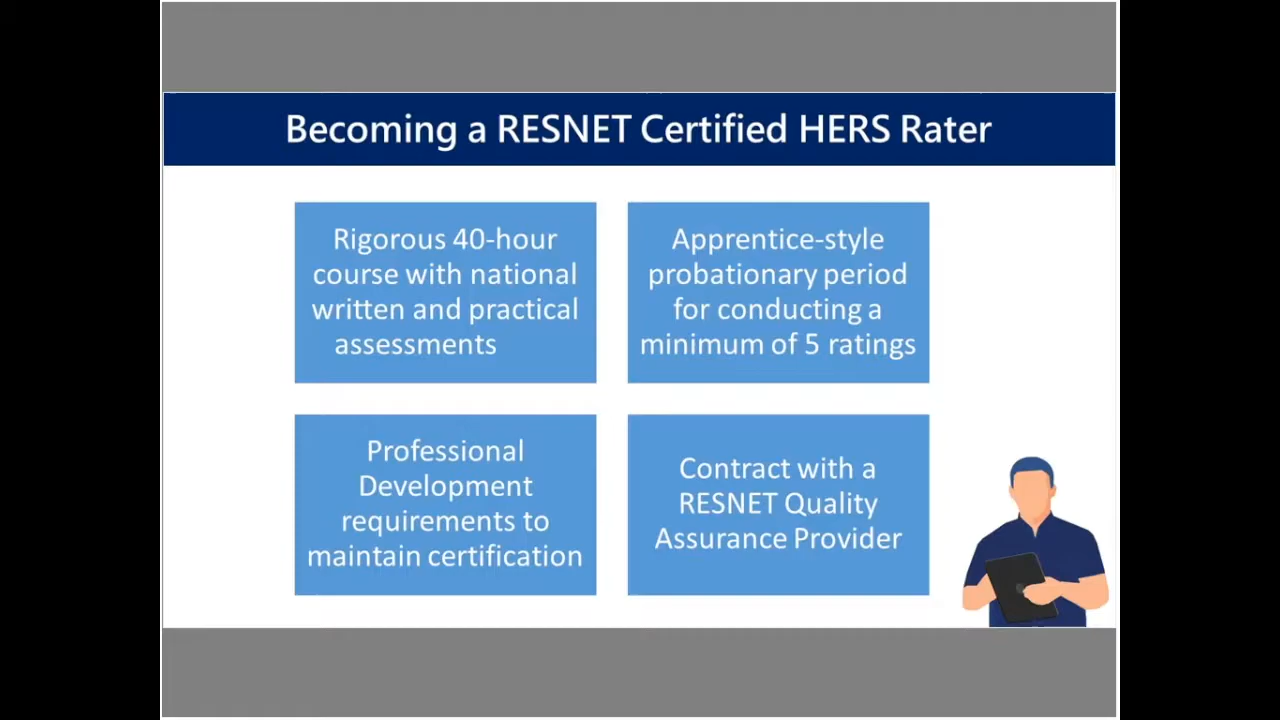 Becoming a RESNET Certified HERS Rater
Rigorous 40-hour
course with national
written and practical
assessments
Apprentice-style
probationary period
for conducting a
minimum of 5 ratings
Professional
Development
requirements to
maintain certification
Contract with a
RESNET Quality
Assurance Provider